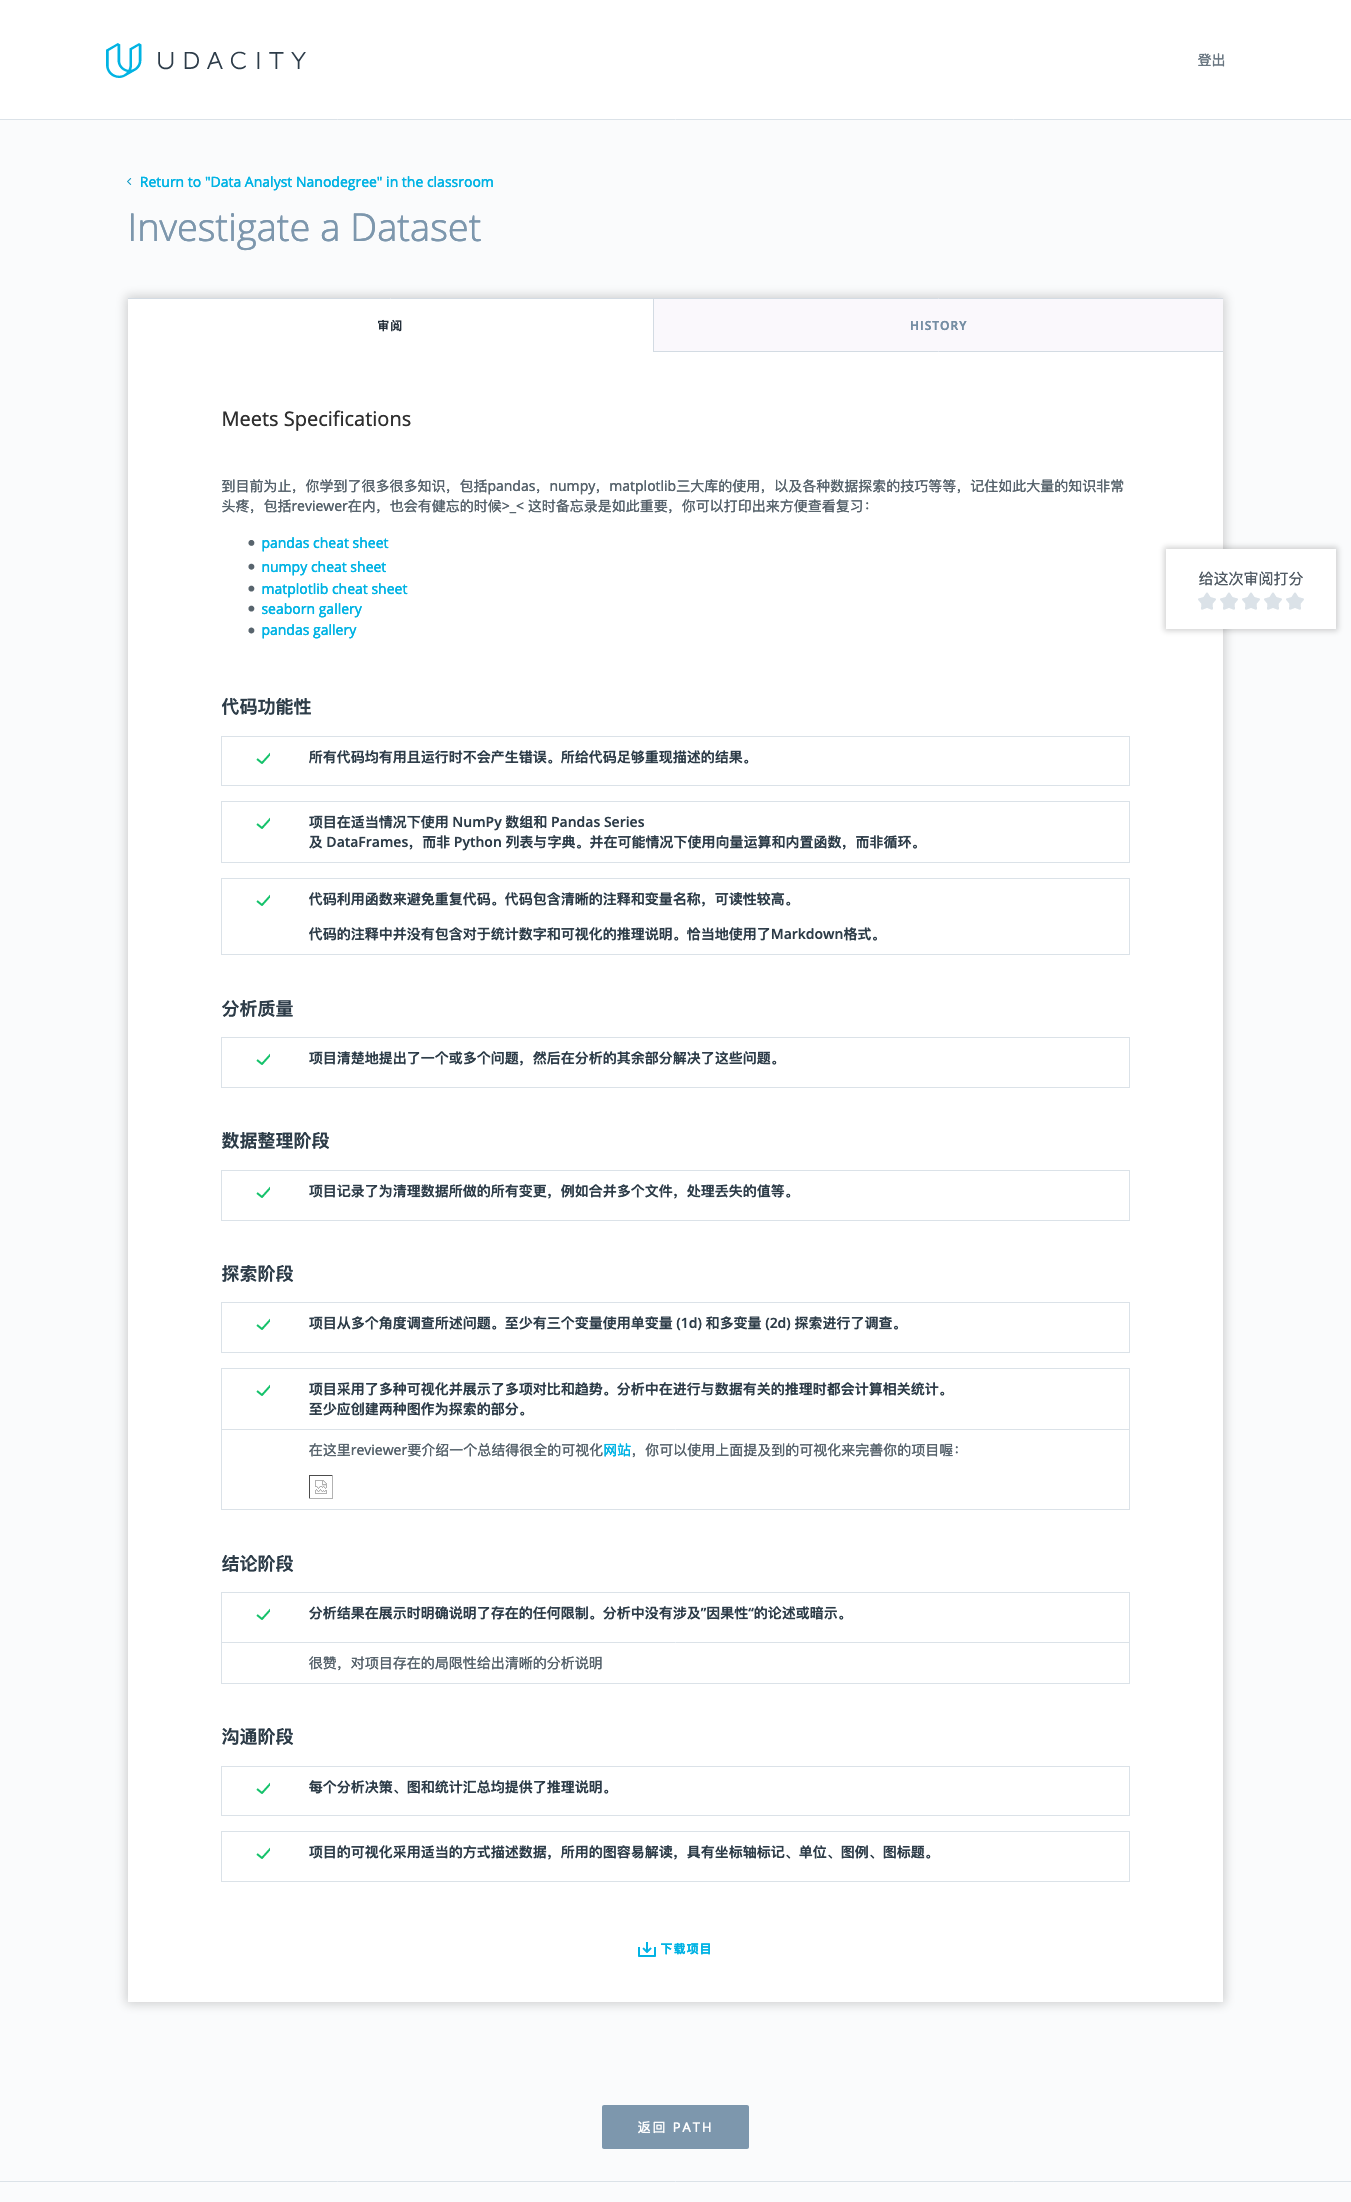 UDACITY
登出
Return to "Data Analyst Nanodegree" in the classroom
Investigate a Dataset
审阅
HISTORY
Meets Specifications
到目前为止，你学到了很多很多知识，包括pandas，numpy，matplotlib三大库的使用，以及各种数据探索的技巧等等，记住如此大量的知识非常
头疼，包括reviewer在内，也会有健忘的时候>_< 这时备忘录是如此重要，你可以打印出来方便查看复习：
pandas cheat sheet
numpy cheat sheet
matplotlib cheat sheet
seaborn gallery
pandas gallery
给这次审阅打分
代码功能性
所有代码均有用且运行时不会产生错误。所给代码足够重现描述的结果。
项目在适当情况下使用 NumPy 数组和 Pandas Series
及 DataFrames，而非 Python 列表与字典。并在可能情况下使用向量运算和内置函数，而非循环。
代码利用函数来避免重复代码。代码包含清晰的注释和变量名称，可读性较高。
代码的注释中并没有包含对于统计数字和可视化的推理说明。恰当地使用了Markdown格式。
分析质量
项目清楚地提出了一个或多个问题，然后在分析的其余部分解决了这些问题。
数据整理阶段
项目记录了为清理数据所做的所有变更，例如合并多个文件，处理丢失的值等。
探索阶段
项目从多个角度调查所述问题。至少有三个变量使用单变量 (1d) 和多变量 (2d) 探索进行了调查。
项目采用了多种可视化并展示了多项对比和趋势。分析中在进行与数据有关的推理时都会计算相关统计。
至少应创建两种图作为探索的部分。
在这里reviewer要介绍一个总结得很全的可视化网站，你可以使用上面提及到的可视化来完善你的项目喔：
结论阶段
分析结果在展示时明确说明了存在的任何限制。分析中没有涉及”因果性“的论述或暗示。
很赞，对项目存在的局限性给出清晰的分析说明
沟通阶段
每个分析决策、图和统计汇总均提供了推理说明。
项目的可视化采用适当的方式描述数据，所用的图容易解读，具有坐标轴标记、单位、图例、图标题。
下载项目
返回 PATH